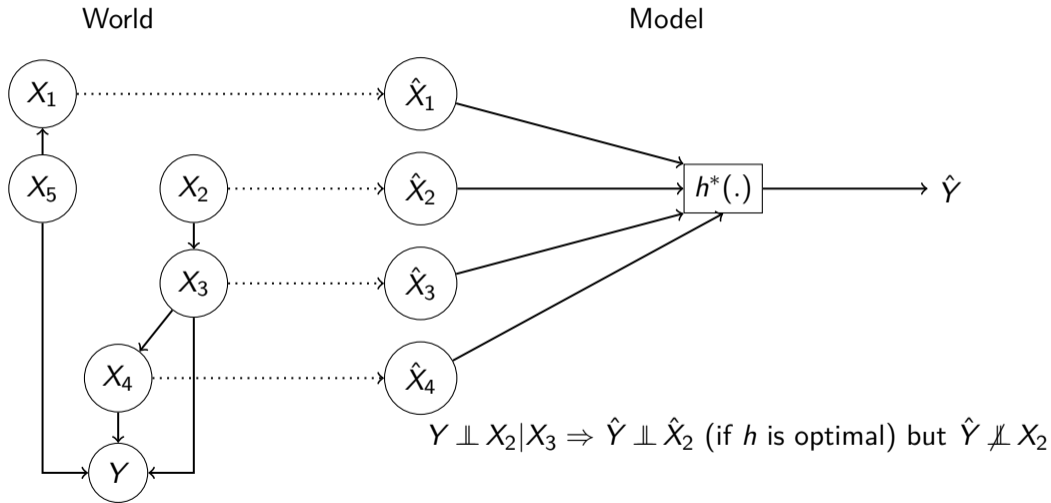 World
Model
X₁
X̂₁
X₅
X₂
X̂₂
h*(.)
Ŷ
X₃
X̂₃
X₄
X̂₄
Y ⫫ X₂|X₃ ⇒ Ŷ ⫫ X̂₂ (if h is optimal) but Ŷ ⫫̸ X₂
Y